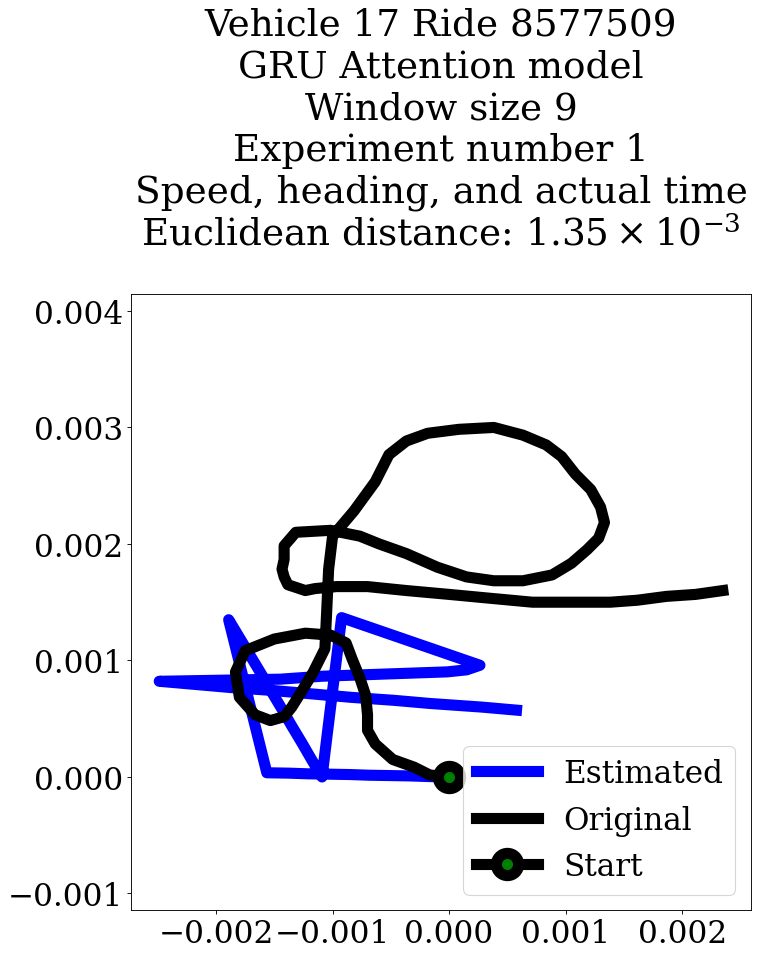 Vehicle 17 Ride 8577509
GRU Attention model
Window size 9
Experiment number 1
Speed, heading, and actual time
Euclidean distance: 1.35 × 10⁻³
0.004
0.003
0.002
0.001
0.000
−0.001
Estimated
Original
Start
−0.002 −0.001 0.000 0.001 0.002